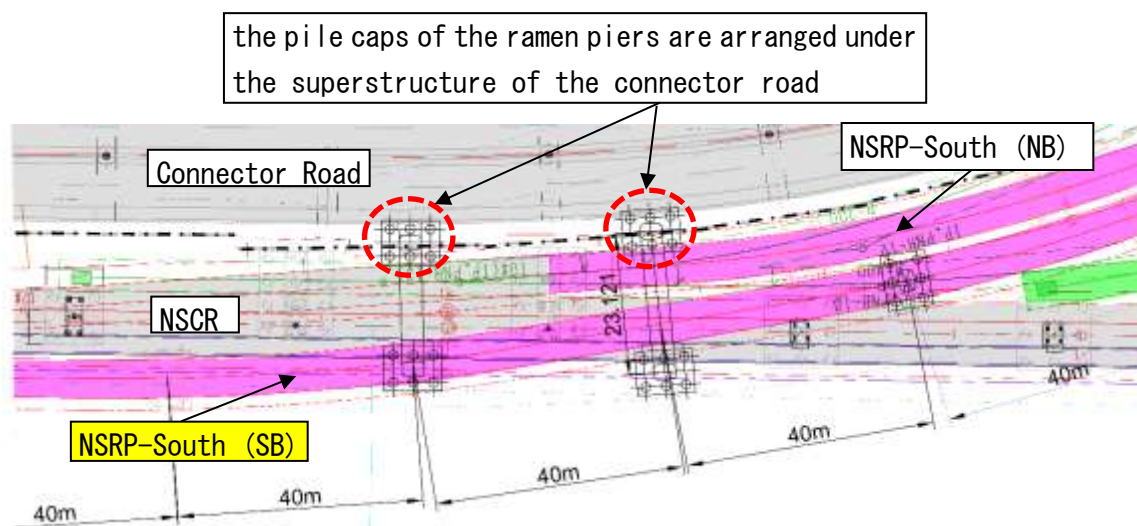 the pile caps of the ramen piers are arranged under
the superstructure of the connector road
NSRP-South (NB)
Connector Road
NSCR
23.121
NSRP-South (SB)
40m
40m
40m
40m
40m